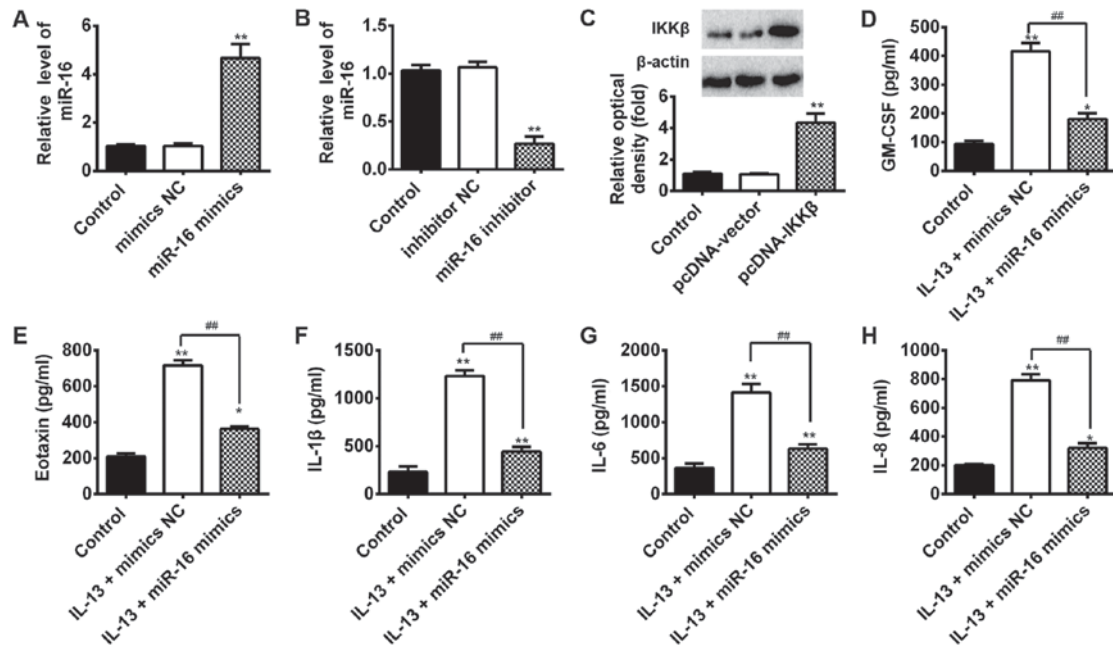 A
Relative level of
miR-16
6
4
2
0
**
Control
mimics NC
miR-16 mimics
B
Relative level of
miR-16
1.5
1.0
0.5
0.0
**
Control
inhibitor NC
miR-16 inhibitor
C
IKKβ
β-actin
Relative optical
density (fold)
6
4
2
0
**
Control
pcDNA-vector
pcDNA-IKKβ
D
GM-CSF (pg/ml)
500
400
300
200
100
0
**
##
*
Control
IL-13 + mimics NC
IL-13 + miR-16 mimics
E
Eotaxin (pg/ml)
800
600
400
200
0
**
##
*
Control
IL-13 + mimics NC
IL-13 + miR-16 mimics
F
IL-1β (pg/ml)
1500
1000
500
0
**
##
**
Control
IL-13 + mimics NC
IL-13 + miR-16 mimics
G
IL-6 (pg/ml)
2000
1500
1000
500
0
**
##
**
Control
IL-13 + mimics NC
IL-13 + miR-16 mimics
H
IL-8 (pg/ml)
1000
800
600
400
200
0
**
##
*
Control
IL-13 + mimics NC
IL-13 + miR-16 mimics